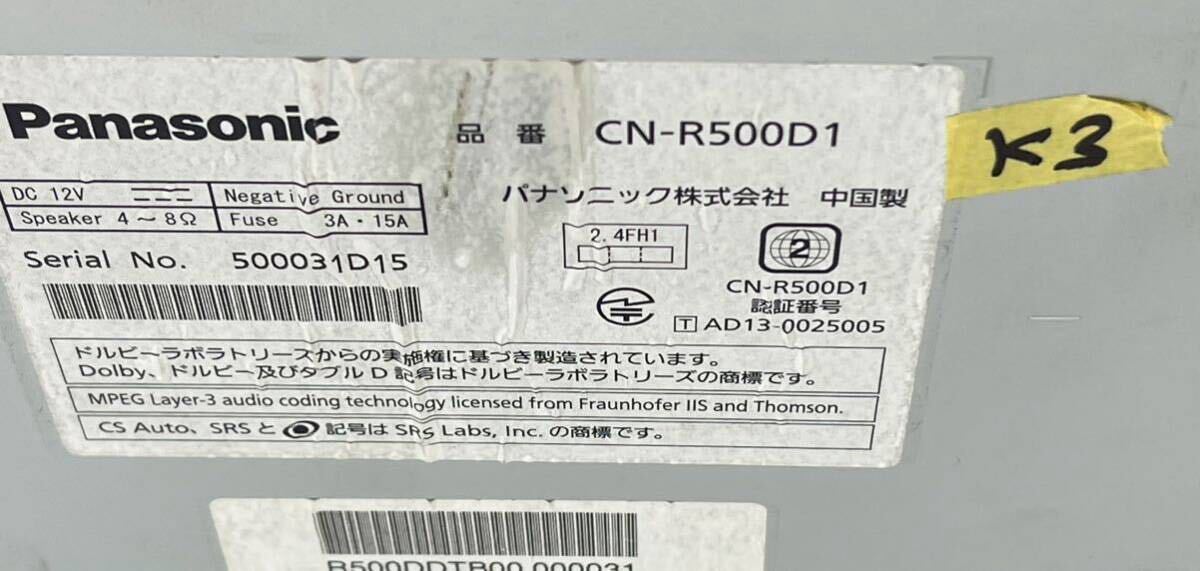 Panasonic 品番 CN-R500D1
K3
DC 12V Negative Ground
Speaker 4～8Ω Fuse 3A・15A
パナソニック株式会社 中国製
Serial No. 500031D15
2.4FH1
2
CN-R500D1
認証番号
T AD13-0025005
ドルビーラボラトリーズからの実施権に基づき製造されています。
Dolby、ドルビー及びダブル D 記号はドルビーラボラトリーズの商標です。
MPEG Layer-3 audio coding technology licensed from Fraunhofer IIS and Thomson.
CS Auto、SRS と 記号は SRS Labs, Inc. の商標です。
R500DDTB00 000031